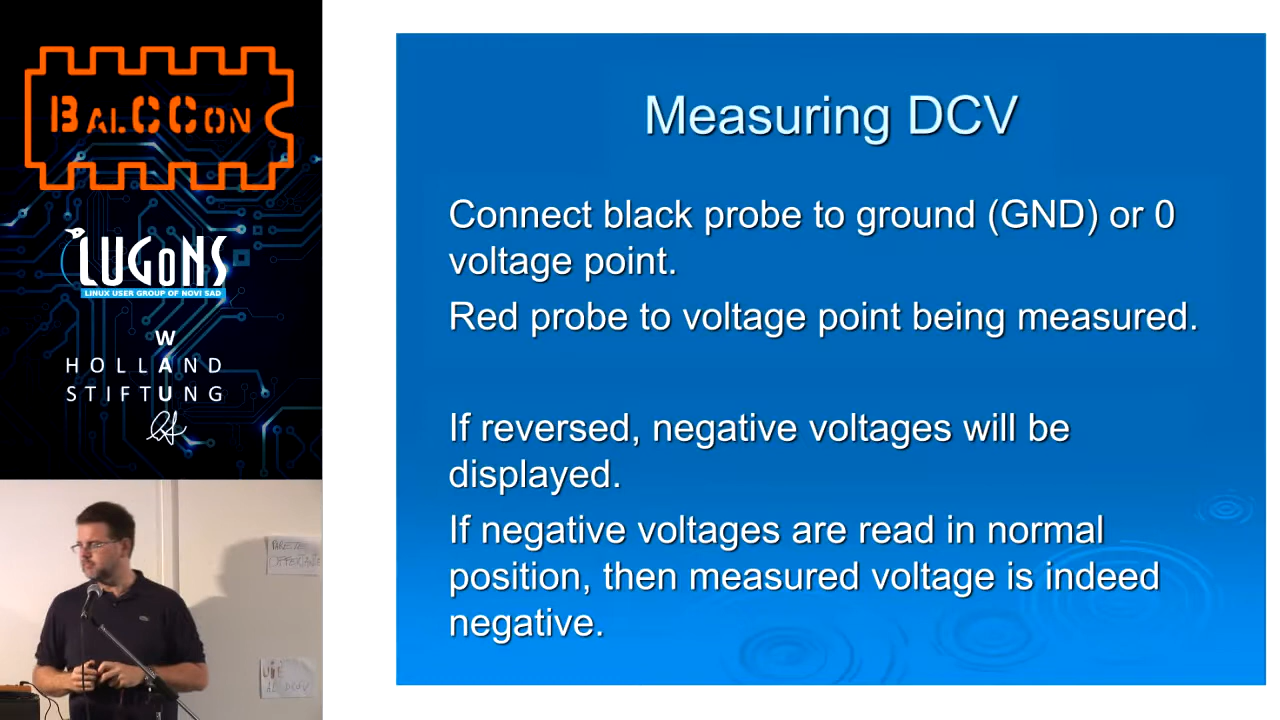 BALCCON
LUGONS
LINUX USER GROUP OF NOVI SAD
W
HOLLAND
STIFTUNG
Measuring DCV
Connect black probe to ground (GND) or 0
voltage point.
Red probe to voltage point being measured.
If reversed, negative voltages will be
displayed.
If negative voltages are read in normal
position, then measured voltage is indeed
negative.